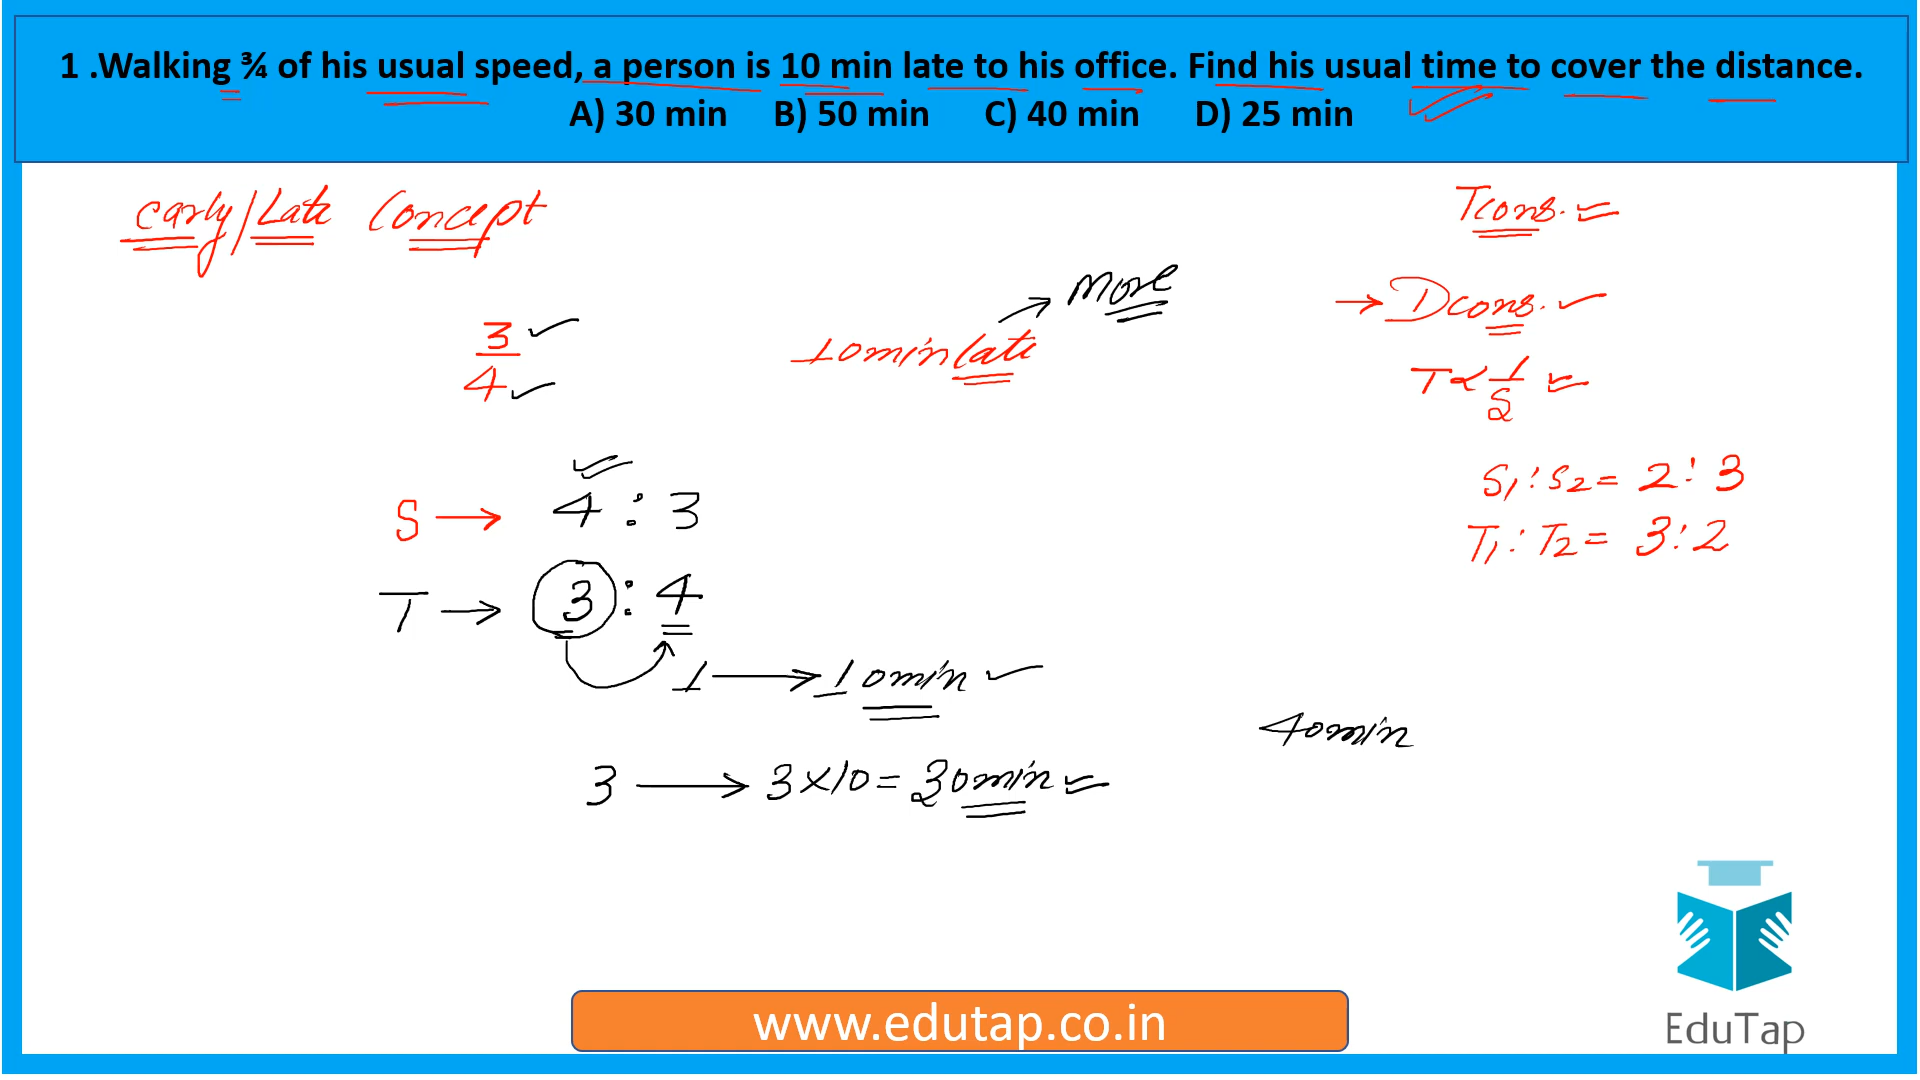 1 .Walking ¾ of his usual speed, a person is 10 min late to his office. Find his usual time to cover the distance.
A) 30 min B) 50 min C) 40 min D) 25 min
Early/Late Concept
Tcons.
More
→ Dcons.
3/4
10min late
T ∝ 1/S
S₁:S₂ = 2:3
S → 4 : 3
T₁:T₂ = 3:2
T → 3 : 4
1 → 10min
40min
3 → 3×10 = 30min
www.edutap.co.in
EduTap